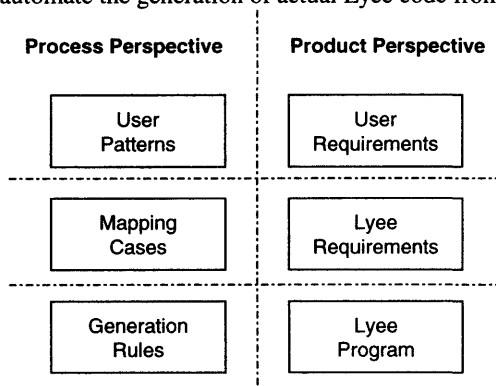 automate the generation of actual Lyee code from
Process Perspective
Product Perspective
User
Patterns
User
Requirements
Mapping
Cases
Lyee
Requirements
Generation
Rules
Lyee
Program